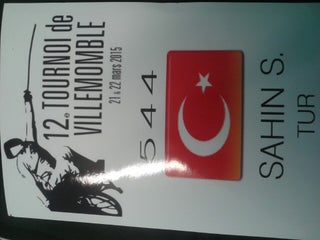 12e TOURNOI de
VILLEMOMBLE
21 & 22 mars 2015
544
SAHIN S.
TUR